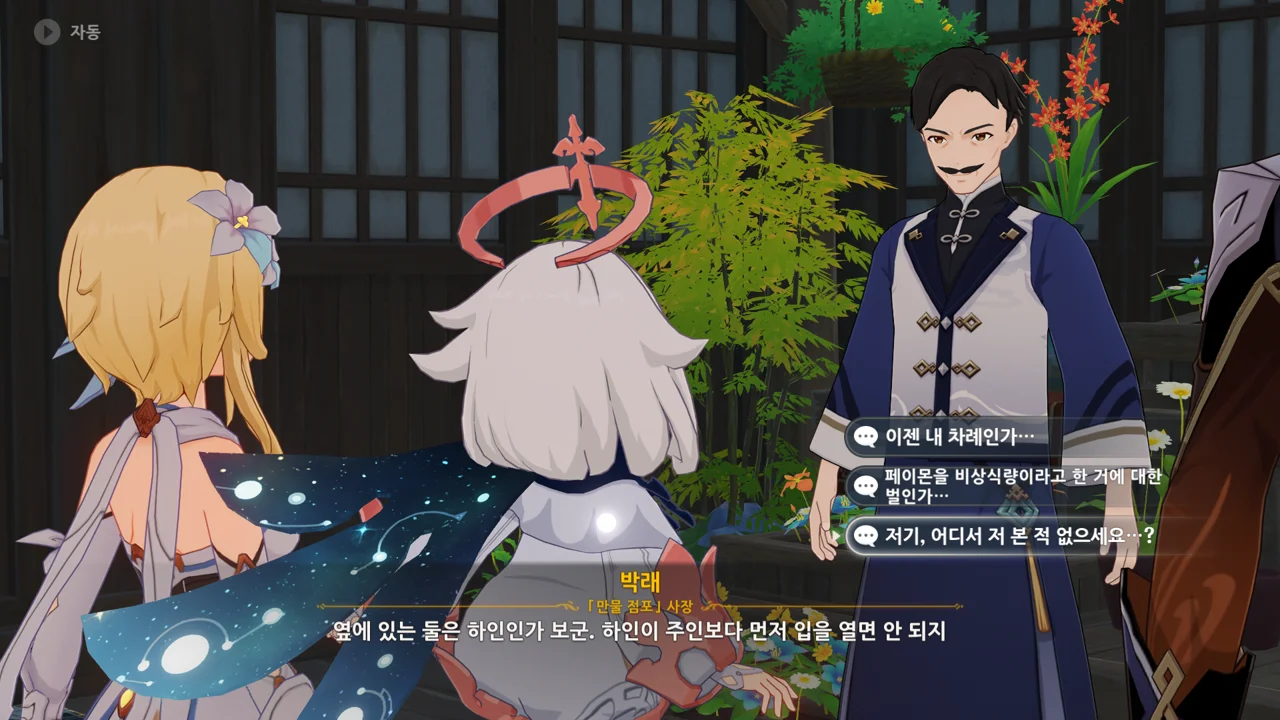 자동
이젠 내 차례인가…
페이몬을 비상식량이라고 한 거에 대한
벌인가…
저기, 어디서 저 본 적 없으세요…?
박래
「만물 점포」 사장
옆에 있는 둘은 하인인가 보군. 하인이 주인보다 먼저 입을 열면 안 되지